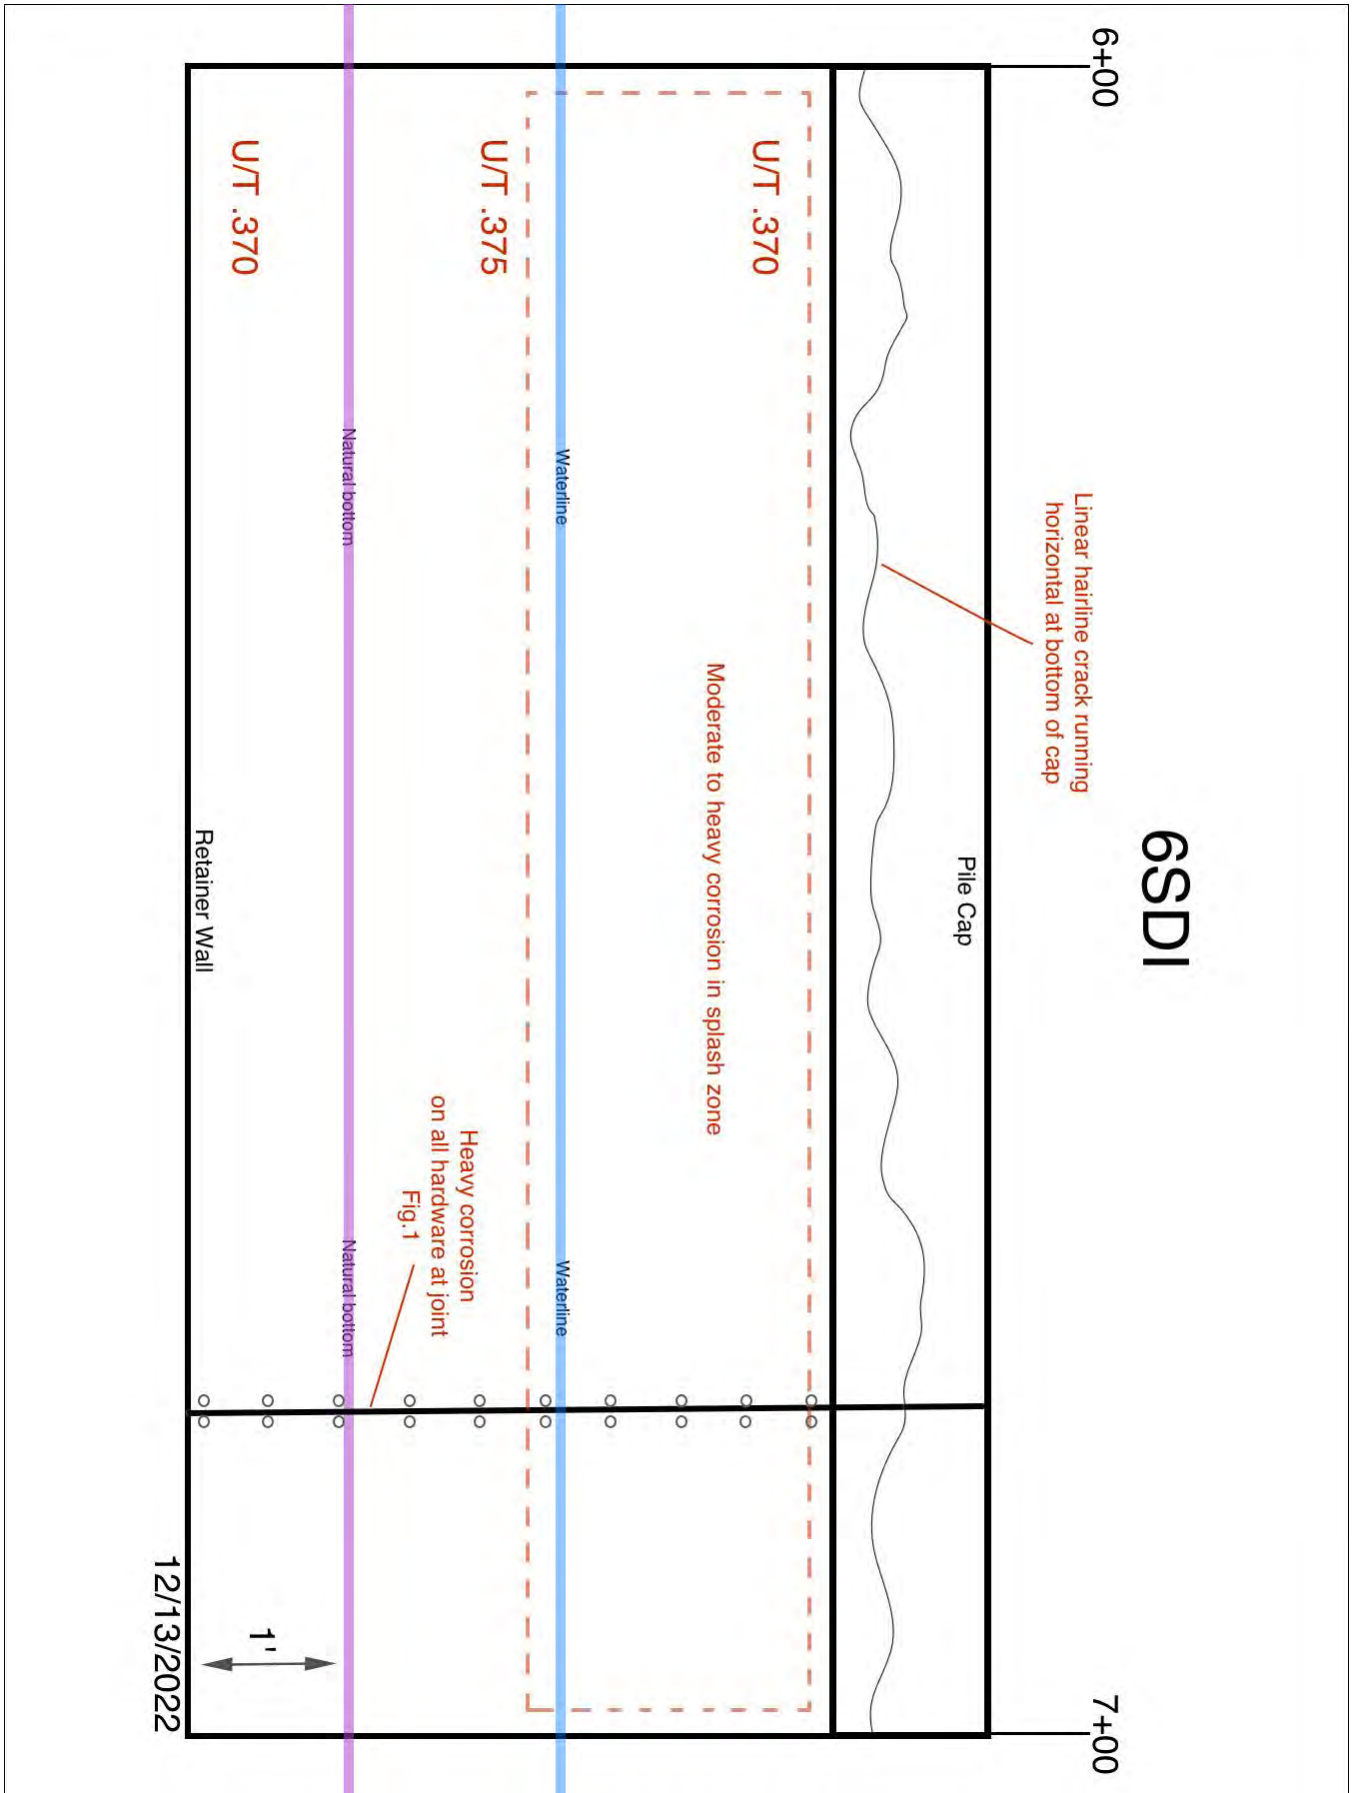 6SDI
6+00
7+00
Linear hairline crack running
horizontal at bottom of cap
Pile Cap
U/T .370
Moderate to heavy corrosion in splash zone
Waterline
Waterline
U/T .375
Heavy corrosion
on all hardware at joint
Fig.1
Natural bottom
Natural bottom
U/T .370
1'
Retainer Wall
12/13/2022